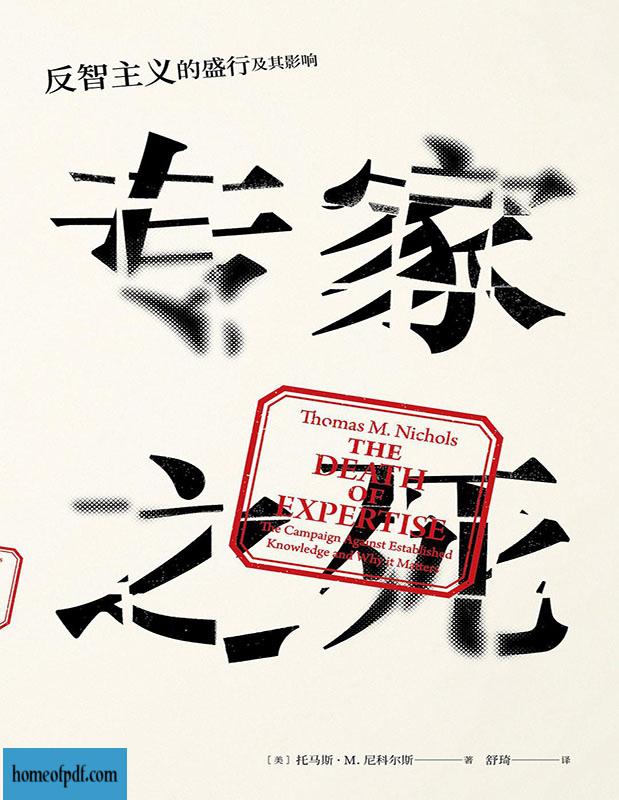 反智主义的盛行及其影响
专家
之死
Thomas M. Nichols
THE
DEATH
OF
EXPERTISE
The Campaign Against Established
Knowledge and Why it Matters
[美] 托马斯·M. 尼科尔斯——著 舒琦——译
homeofpdf.com